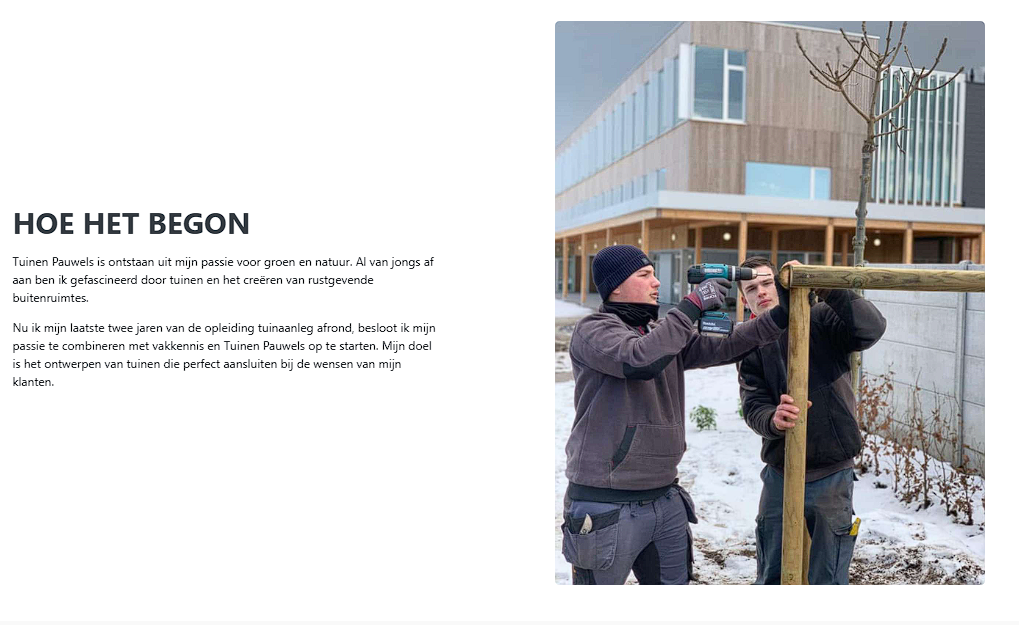 HOE HET BEGON
Tuinen Pauwels is ontstaan uit mijn passie voor groen en natuur. Al van jongs af
aan ben ik gefascineerd door tuinen en het creëren van rustgevende
buitenruimtes.
Nu ik mijn laatste twee jaren van de opleiding tuinaanleg afrond, besloot ik mijn
passie te combineren met vakkennis en Tuinen Pauwels op te starten. Mijn doel
is het ontwerpen van tuinen die perfect aansluiten bij de wensen van mijn
klanten.